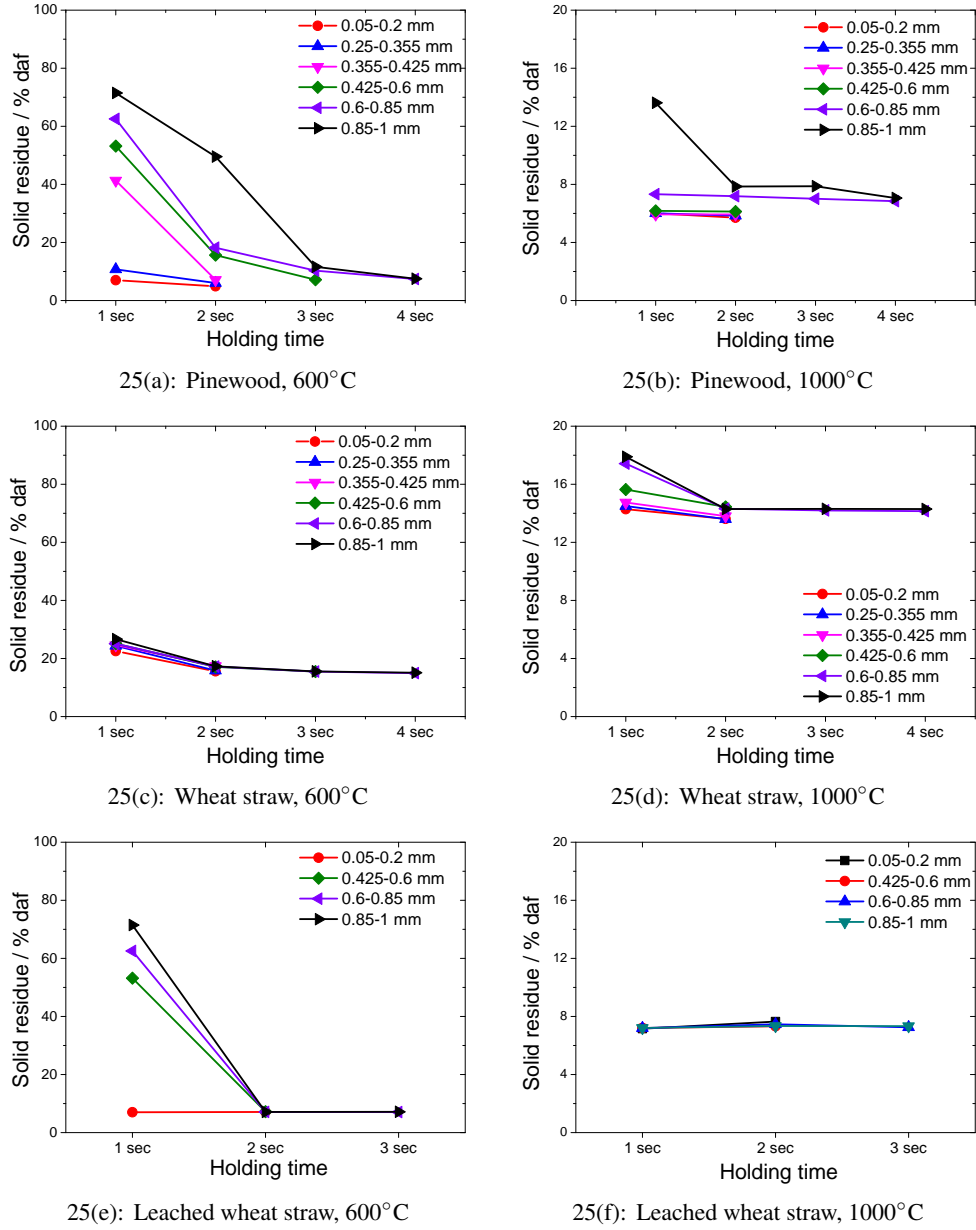 100
80
60
40
20
0
Solid residue / % daf
0.05-0.2 mm
0.25-0.355 mm
0.355-0.425 mm
0.425-0.6 mm
0.6-0.85 mm
0.85-1 mm
1 sec 2 sec 3 sec 4 sec
Holding time
25(a): Pinewood, 600°C
20
16
12
8
4
0
Solid residue / % daf
0.05-0.2 mm
0.25-0.355 mm
0.355-0.425 mm
0.425-0.6 mm
0.6-0.85 mm
0.85-1 mm
1 sec 2 sec 3 sec 4 sec
Holding time
25(b): Pinewood, 1000°C
100
80
60
40
20
0
Solid residue / % daf
0.05-0.2 mm
0.25-0.355 mm
0.355-0.425 mm
0.425-0.6 mm
0.6-0.85 mm
0.85-1 mm
1 sec 2 sec 3 sec 4 sec
Holding time
25(c): Wheat straw, 600°C
20
16
12
8
4
0
Solid residue / % daf
0.05-0.2 mm
0.25-0.355 mm
0.355-0.425 mm
0.425-0.6 mm
0.6-0.85 mm
0.85-1 mm
1 sec 2 sec 3 sec 4 sec
Holding time
25(d): Wheat straw, 1000°C
100
80
60
40
20
0
Solid residue / % daf
0.05-0.2 mm
0.425-0.6 mm
0.6-0.85 mm
0.85-1 mm
1 sec 2 sec 3 sec
Holding time
25(e): Leached wheat straw, 600°C
20
16
12
8
4
0
Solid residue / % daf
0.05-0.2 mm
0.425-0.6 mm
0.6-0.85 mm
0.85-1 mm
1 sec 2 sec 3 sec
Holding time
25(f): Leached wheat straw, 1000°C